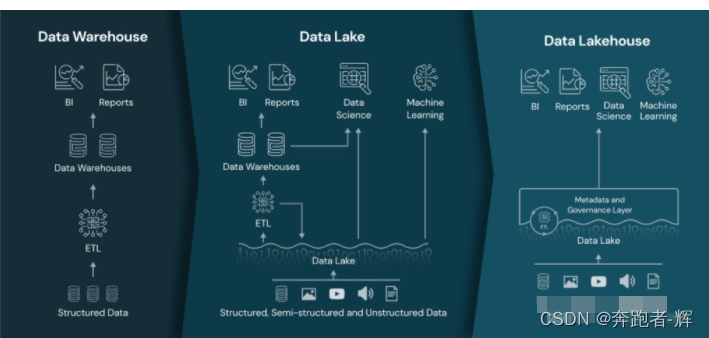 Data Warehouse
BI
Reports
Data Warehouses
ETL
Structured Data
Data Lake
BI
Reports
Data
Science
Machine
Learning
Data Warehouses
ETL
Data Lake
Structured, Semi-structured and Unstructured Data
Data Lakehouse
BI
Reports
Data
Science
Machine
Learning
Metadata and
Governance Layer
ETL
Data Lake
CSDN @奔跑者-辉